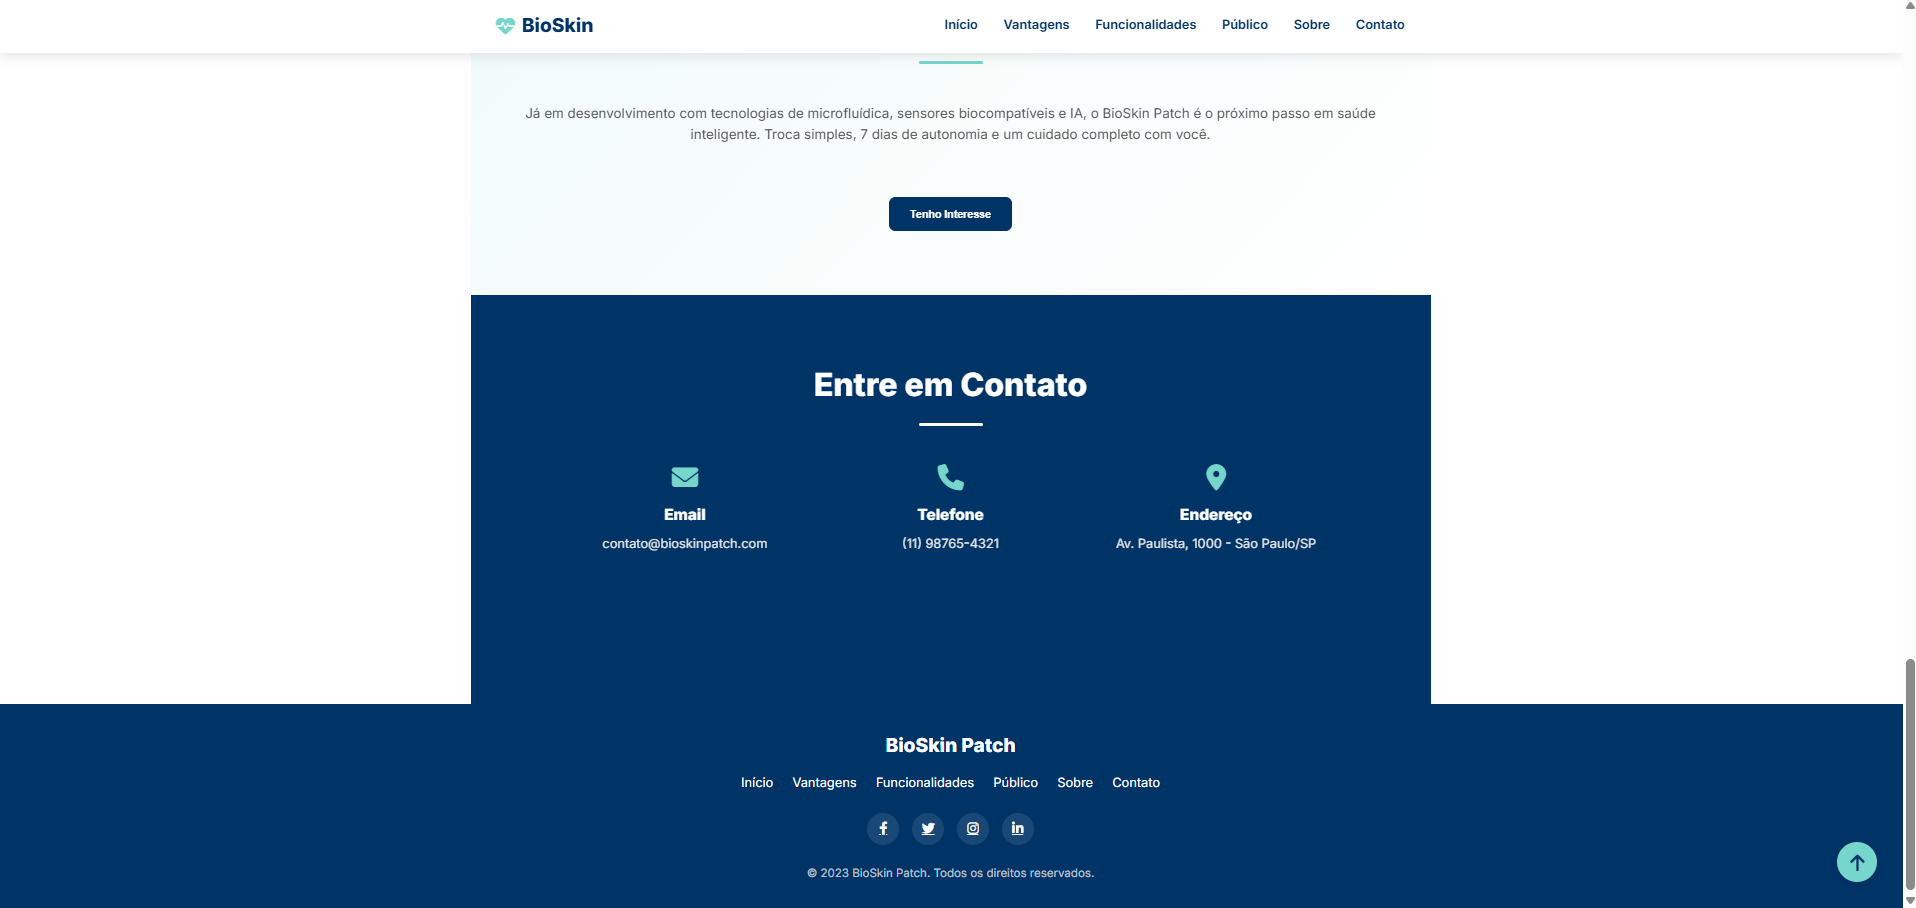 BioSkin
Início Vantagens Funcionalidades Público Sobre Contato
Já em desenvolvimento com tecnologias de microfluídica, sensores biocompatíveis e IA, o BioSkin Patch é o próximo passo em saúde
inteligente. Troca simples, 7 dias de autonomia e um cuidado completo com você.
Tenho Interesse
Entre em Contato
Email
contato@bioskinpatch.com
Telefone
(11) 98765-4321
Endereço
Av. Paulista, 1000 - São Paulo/SP
BioSkin Patch
Início Vantagens Funcionalidades Público Sobre Contato
© 2023 BioSkin Patch. Todos os direitos reservados.